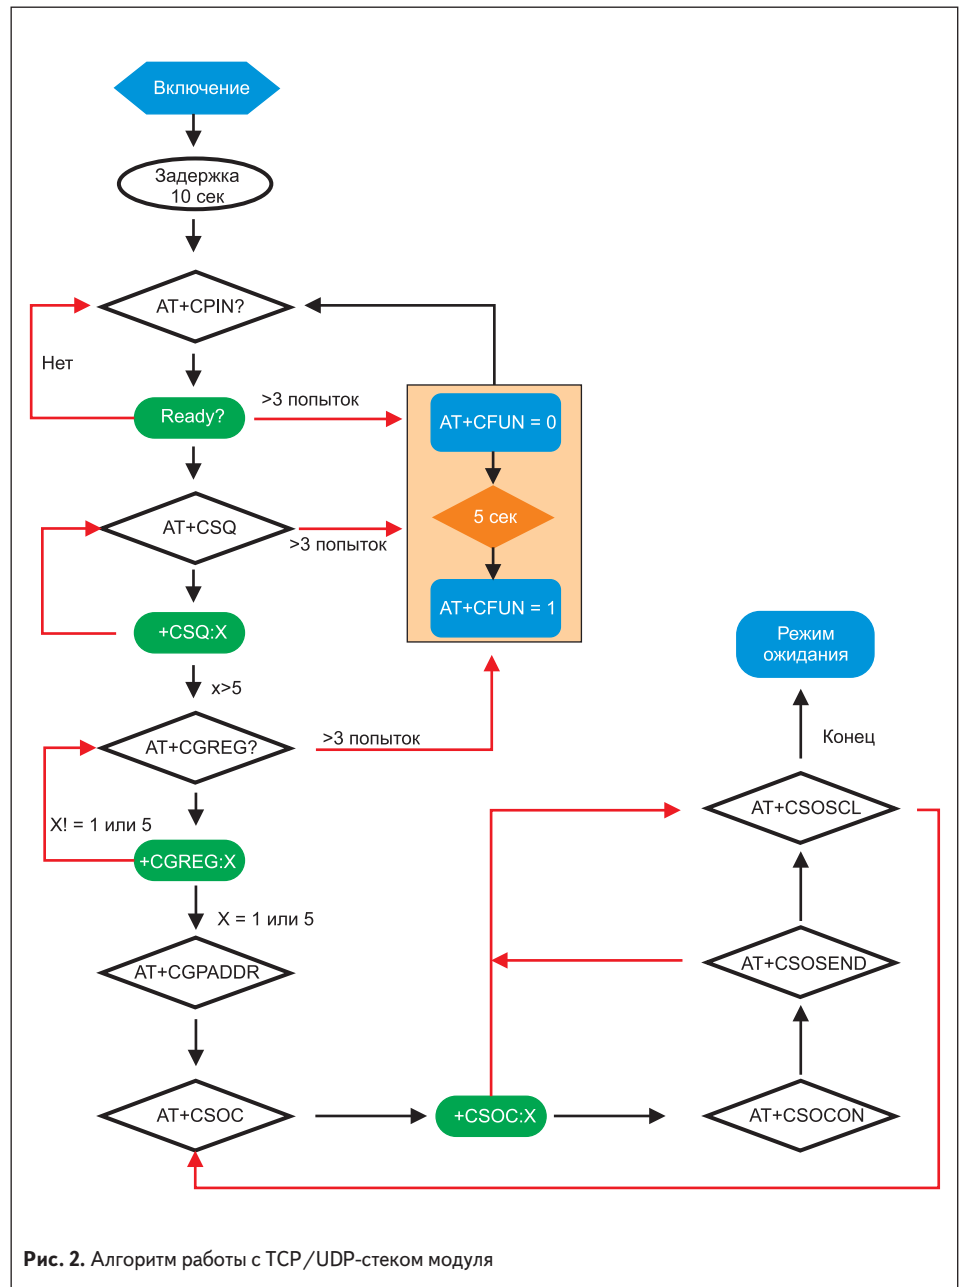 Включение
Задержка
10 сек
AT+CPIN?
Нет
Ready?
>3 попыток
AT+CFUN = 0
5 сек
AT+CFUN = 1
AT+CSQ
>3 попыток
+CSQ:X
x>5
AT+CGREG?
>3 попыток
X! = 1 или 5
+CGREG:X
X = 1 или 5
AT+CGPADDR
AT+CSOC
+CSOC:X
AT+CSOCON
AT+CSOSEND
AT+CSOSCL
Конец
Режим
ожидания
Рис. 2. Алгоритм работы с TCP/UDP-стеком модуля